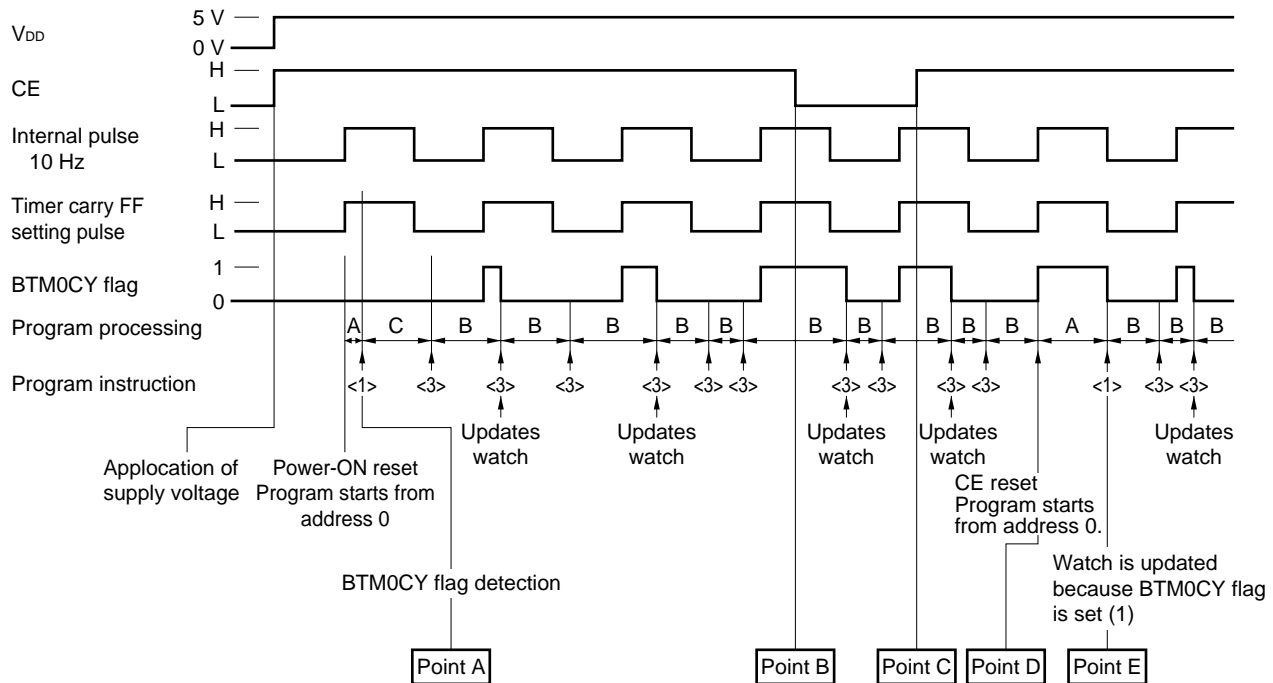 5 V
VDD
0 V
H
CE
L
Internal pulse
10 Hz
H
L
Timer carry FF
setting pulse
H
L
BTM0CY flag
1
0
Program processing
A C B B B B B B B B B B A B B B
Program instruction
<1> <3> <3> <3> <3> <3> <3> <3> <3> <3> <3> <1> <3> <3>
Updates
watch
Updates
watch
Updates
watch
Updates
watch
Updates
watch
Applocation of
supply voltage
Power-ON reset
Program starts from
address 0
CE reset
Program starts
from address 0.
BTM0CY flag detection
Watch is updated
because BTM0CY flag
is set (1)
Point A
Point B
Point C
Point D
Point E